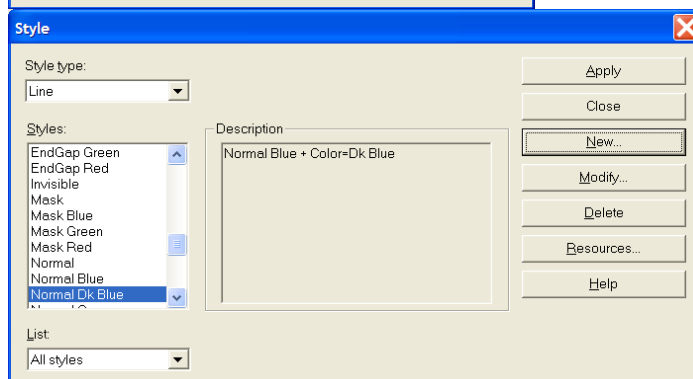 Style
Style type:
Line
Styles:
EndGap Green
EndGap Red
Invisible
Mask
Mask Blue
Mask Green
Mask Red
Normal
Normal Blue
Normal Dk Blue
List:
All styles
Description
Normal Blue + Color=Dk Blue
Apply
Close
New...
Modify...
Delete
Resources...
Help